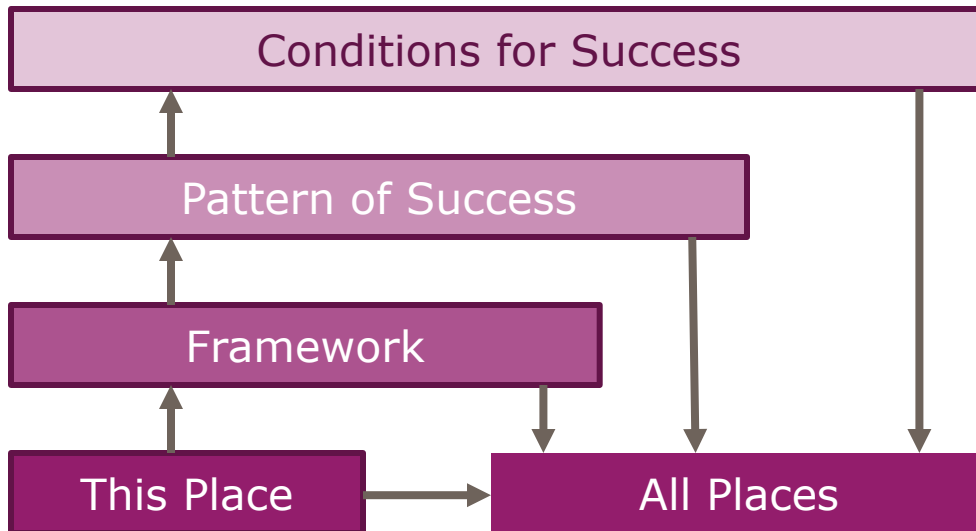 Conditions for Success
Pattern of Success
Framework
This Place
All Places